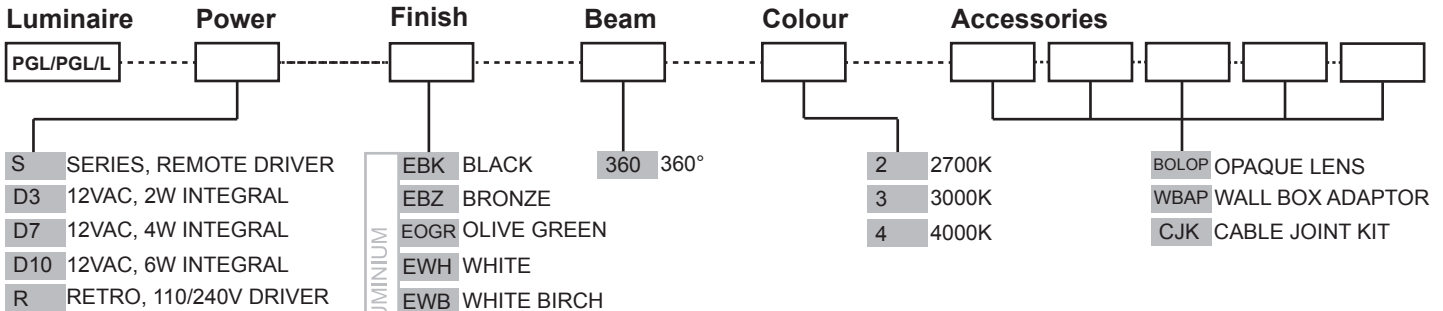 Luminaire Power Finish Beam Colour Accessories
PGL/PGL/L
S SERIES, REMOTE DRIVER EBK BLACK 360 360° 2 2700K BOLOP OPAQUE LENS
D3 12VAC, 2W INTEGRAL EBZ BRONZE 3 3000K WBAP WALL BOX ADAPTOR
D7 12VAC, 4W INTEGRAL EOGR OLIVE GREEN 4 4000K CJK CABLE JOINT KIT
D10 12VAC, 6W INTEGRAL EWH WHITE
R RETRO, 110/240V DRIVER EWB WHITE BIRCH